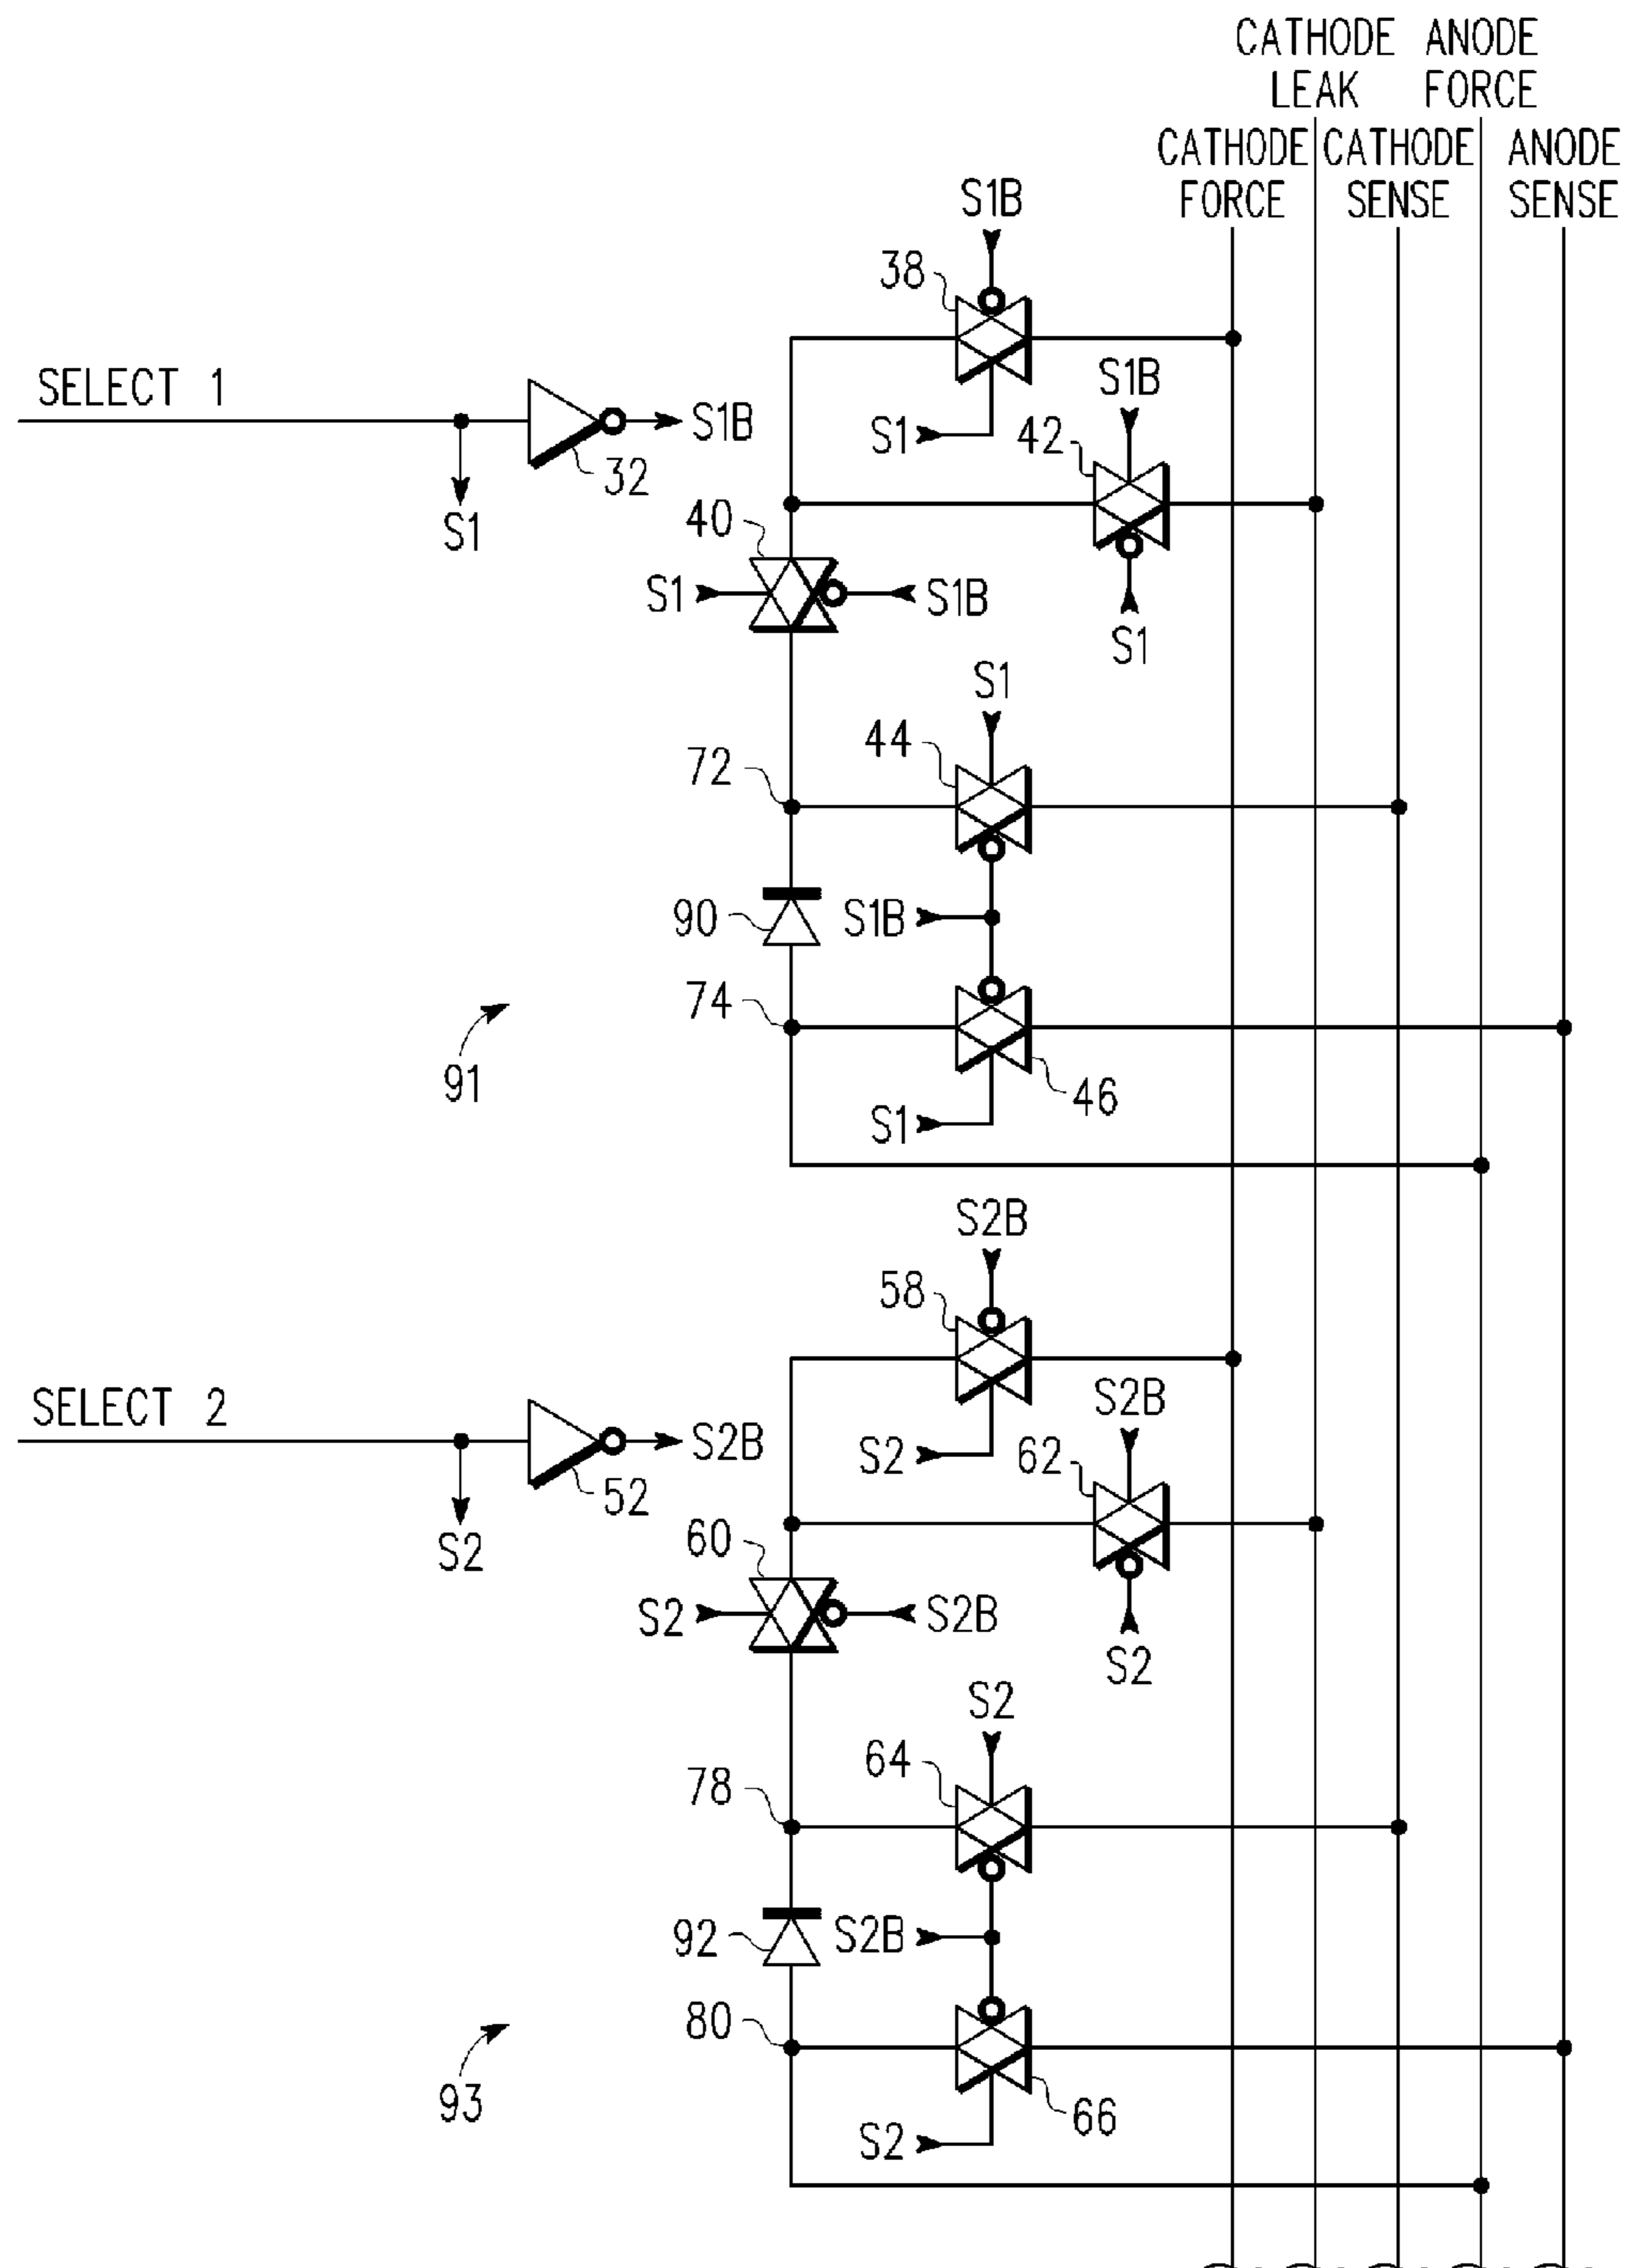 CATHODE ANODE
LEAK FORCE
CATHODE CATHODE ANODE
FORCE SENSE SENSE
S1B
38
SELECT 1
S1B
S1B
S1
42
32
40
S1
S1
S1B
S1
S1
44
72
90
S1B
74
91
46
S1
S2B
58
SELECT 2
S2B
S2B
S2
62
52
60
S2
S2
S2B
S2
S2
64
78
92
S2B
80
93
66
S2